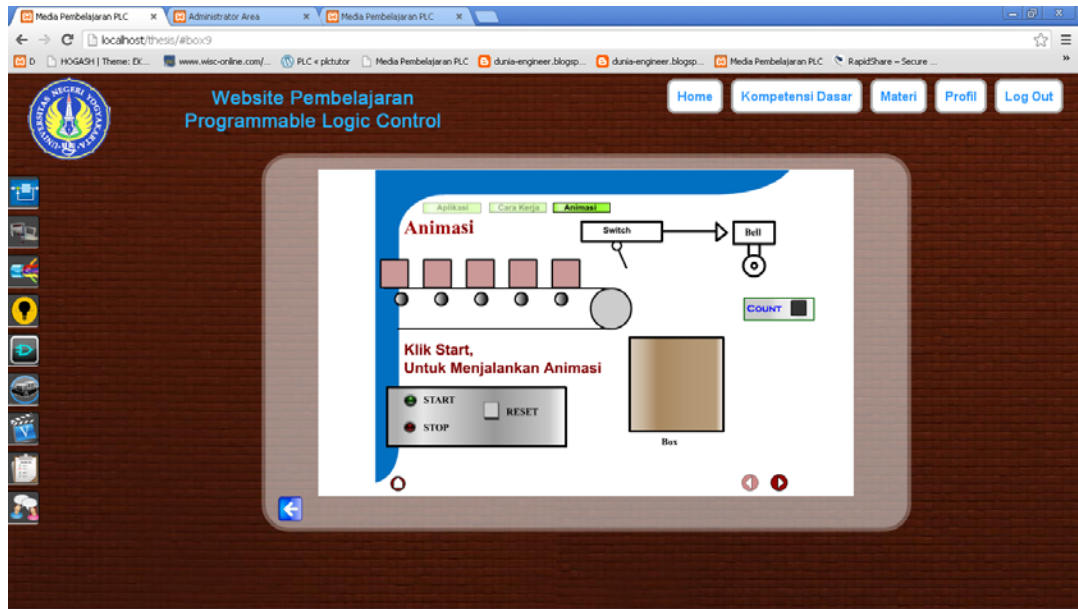 Media Pembelajaran PLC
Administrator Area
Media Pembelajaran PLC
localhost/thesis/#box9
D
HOGASH | Theme: EK...
www.wisc-online.com/...
PLC « plctutor
Media Pembelajaran PLC
dunia-engineer.blogsp...
dunia-engineer.blogsp...
Media Pembelajaran PLC
RapidShare – Secure ...
Website Pembelajaran
Programmable Logic Control
Home
Kompetensi Dasar
Materi
Profil
Log Out
Aplikasi
Cara Kerja
Animasi
Animasi
Switch
Bell
COUNT
Klik Start,
Untuk Menjalankan Animasi
START
RESET
STOP
Box